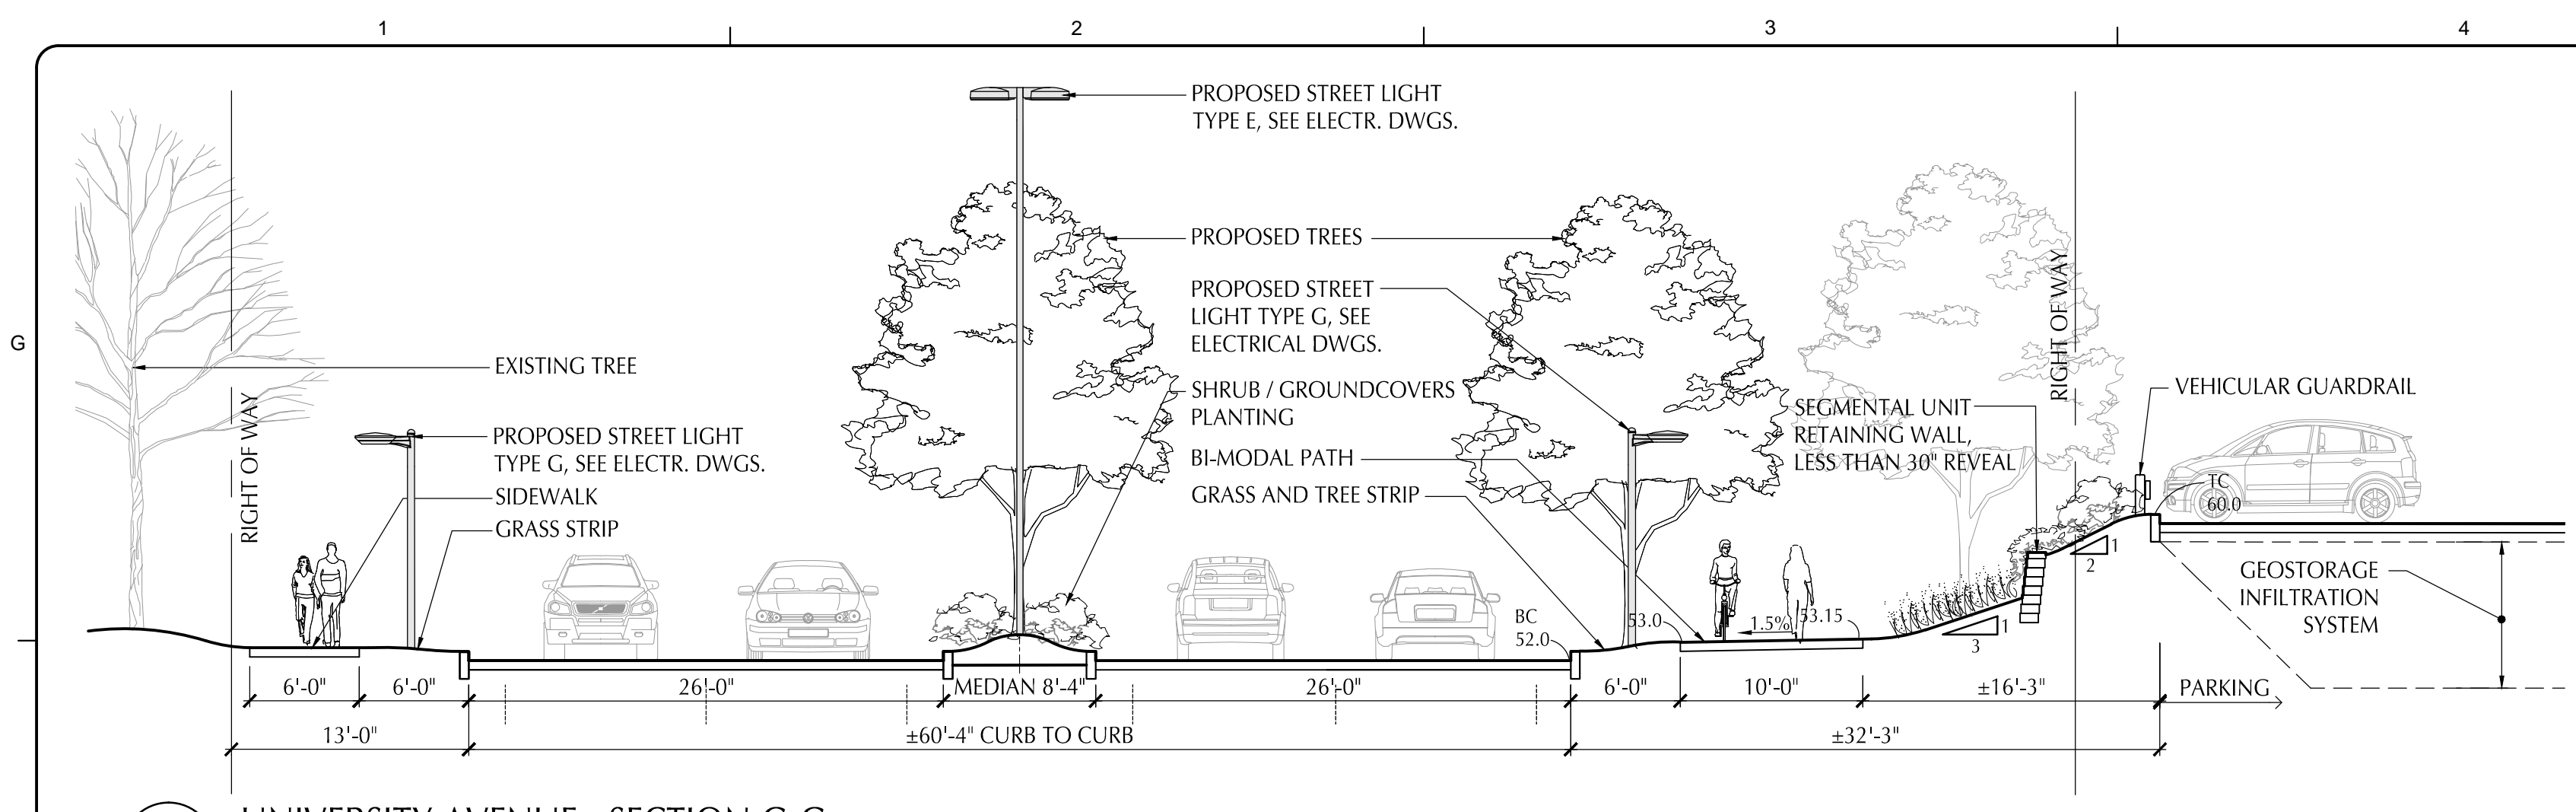 1
2
3
4
G
PROPOSED STREET LIGHT
TYPE E, SEE ELECTR. DWGS.
PROPOSED TREES
PROPOSED STREET
LIGHT TYPE G, SEE
ELECTRICAL DWGS.
SHRUB / GROUNDCOVERS
PLANTING
BI-MODAL PATH
GRASS AND TREE STRIP
EXISTING TREE
RIGHT OF WAY
PROPOSED STREET LIGHT
TYPE G, SEE ELECTR. DWGS.
SIDEWALK
GRASS STRIP
RIGHT OF WAY
SEGMENTAL UNIT
RETAINING WALL,
LESS THAN 30" REVEAL
VEHICULAR GUARDRAIL
TC
60.0
1
2
GEOSTORAGE
INFILTRATION
SYSTEM
BC
52.0
53.0
1.5%
53.15
1
3
6'-0"
6'-0"
26'-0"
MEDIAN 8'-4"
26'-0"
6'-0"
10'-0"
±16'-3"
PARKING
13'-0"
±60'-4" CURB TO CURB
±32'-3"
UNIVERSITY AVENUE - SECTION G-G